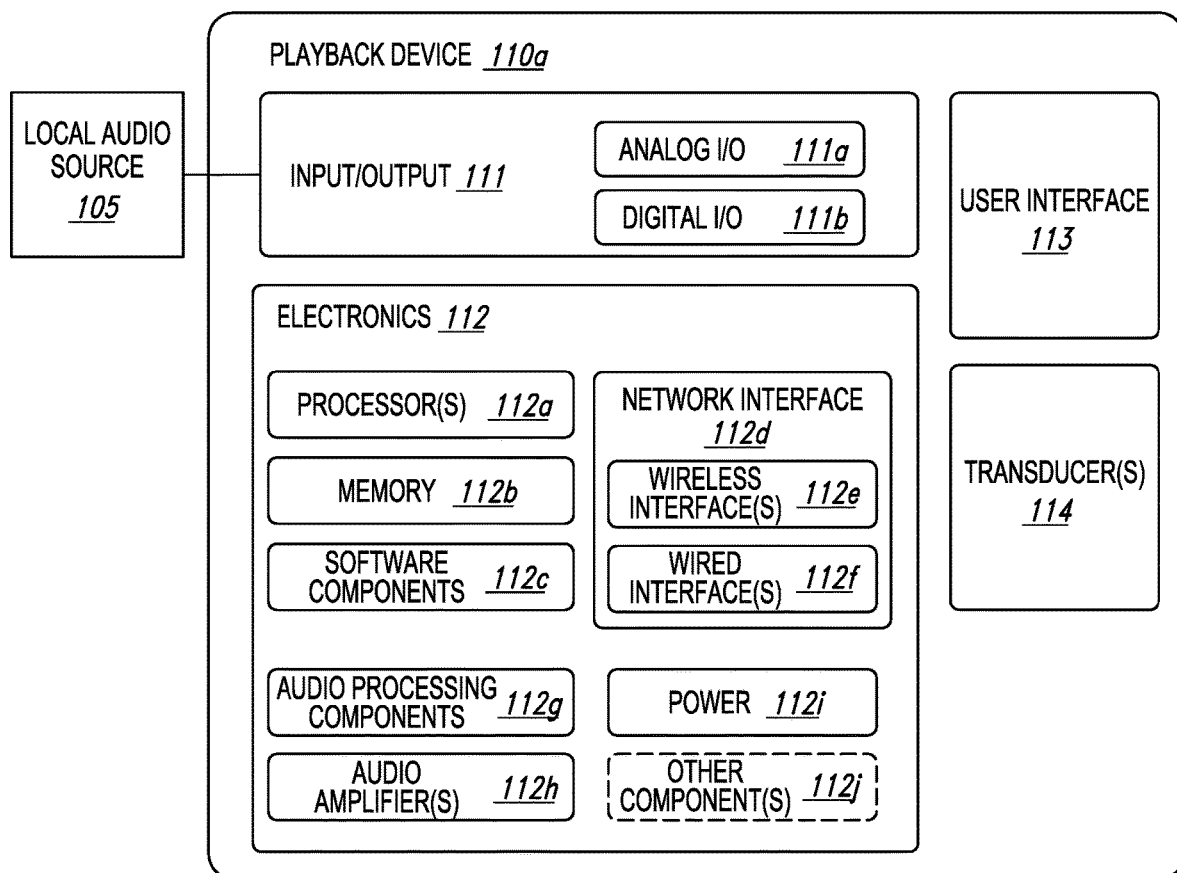 PLAYBACK DEVICE 110a
LOCAL AUDIO
SOURCE
105
INPUT/OUTPUT 111
ANALOG I/O 111a
DIGITAL I/O 111b
USER INTERFACE
113
ELECTRONICS 112
PROCESSOR(S) 112a
MEMORY 112b
SOFTWARE
COMPONENTS 112c
NETWORK INTERFACE
112d
WIRELESS
INTERFACE(S) 112e
WIRED
INTERFACE(S) 112f
TRANSDUCER(S)
114
AUDIO PROCESSING
COMPONENTS 112g
AUDIO
AMPLIFIER(S) 112h
POWER 112i
OTHER
COMPONENT(S) 112j